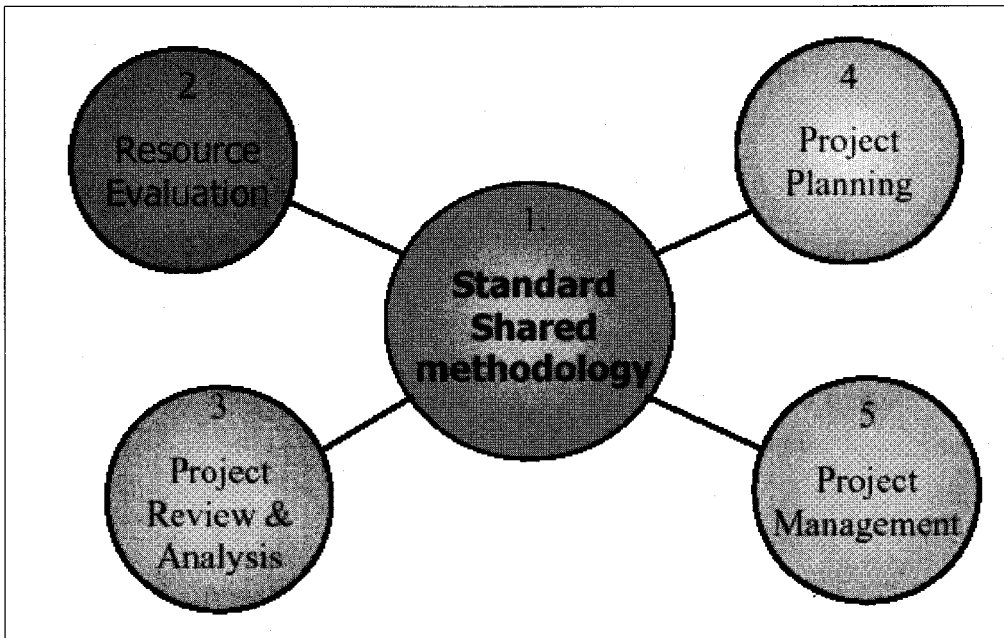 1.
Standard
Shared
methodology
2
Resource
Evaluation
3
Project
Review &
Analysis
4
Project
Planning
5
Project
Management